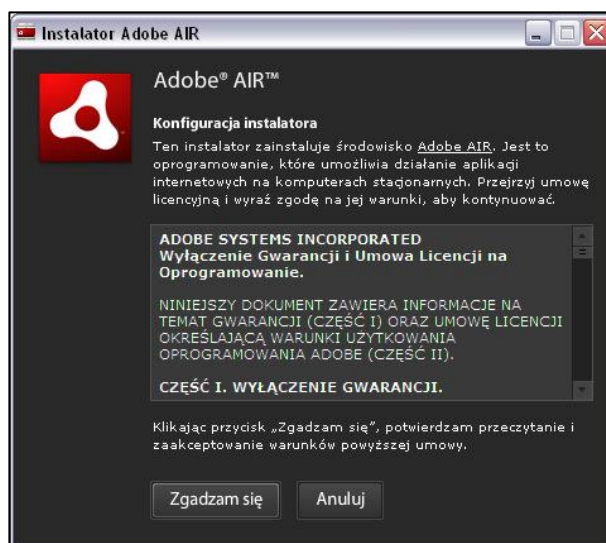 Instalator Adobe AIR
Adobe® AIR™
Konfiguracja instalatora
Ten instalator zainstaluje środowisko Adobe AIR. Jest to
oprogramowanie, które umożliwia działanie aplikacji
internetowych na komputerach stacjonarnych. Przejrzyj umowę
licencyjną i wyraź zgodę na jej warunki, aby kontynuować.
ADOBE SYSTEMS INCORPORATED
Wyłączenie Gwarancji i Umowa Licencji na
Oprogramowanie.
NINIEJSZY DOKUMENT ZAWIERA INFORMACJE NA
TEMAT GWARANCJI (CZĘŚĆ I) ORAZ UMOWĘ LICENCJI
OKREŚLAJĄCĄ WARUNKI UŻYTKOWANIA
OPROGRAMOWANIA ADOBE (CZĘŚĆ II).
CZĘŚĆ I. WYŁĄCZENIE GWARANCJI.
Klikając przycisk „Zgadzam się”, potwierdzam przeczytanie i
zaakceptowanie warunków powyższej umowy.
Zgadzam się
Anuluj